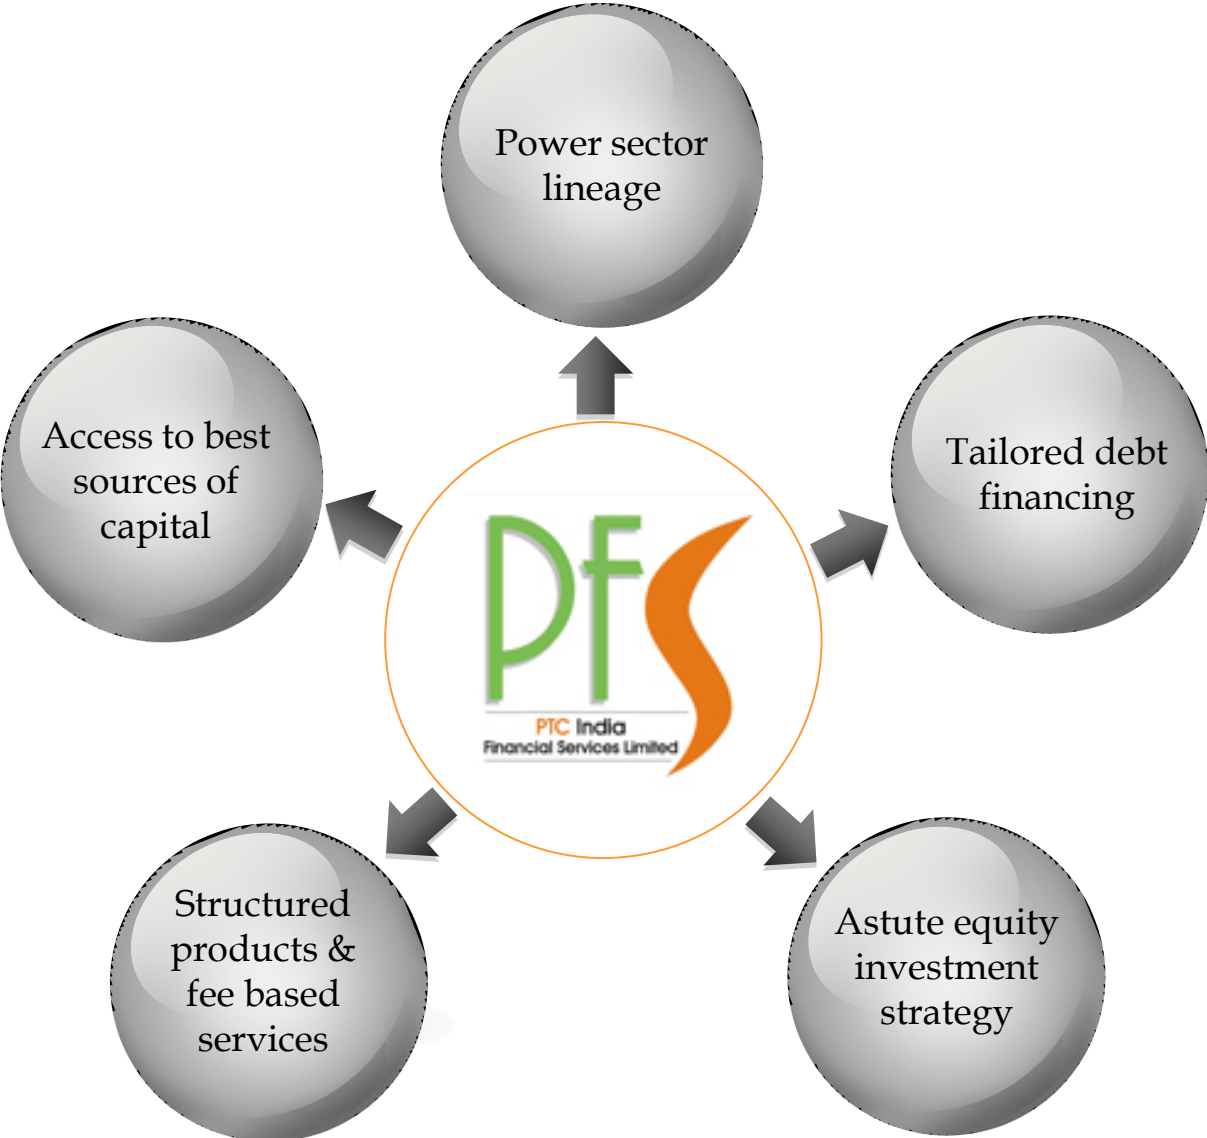 Power sector
lineage
Access to best
sources of
capital
Tailored debt
financing
PFS
PTC India
Financial Services Limited
Structured
products &
fee based
services
Astute equity
investment
strategy